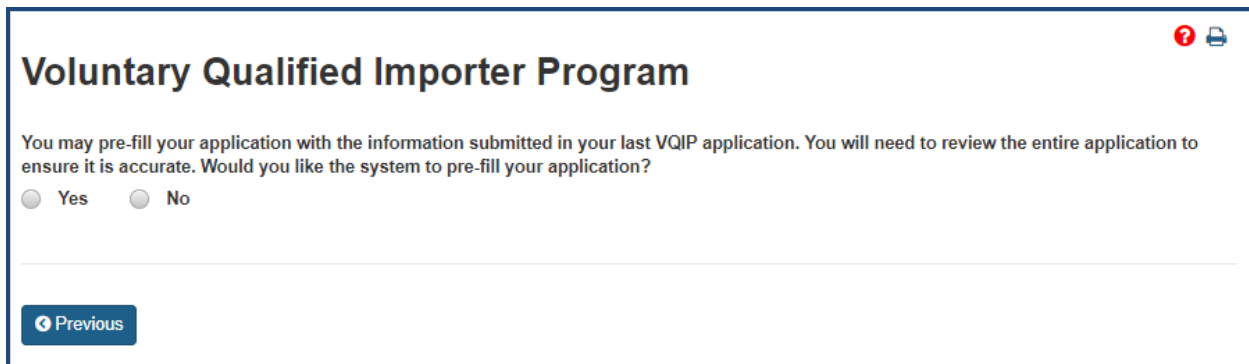 Voluntary Qualified Importer Program
You may pre-fill your application with the information submitted in your last VQIP application. You will need to review the entire application to
ensure it is accurate. Would you like the system to pre-fill your application?
Yes No
Previous